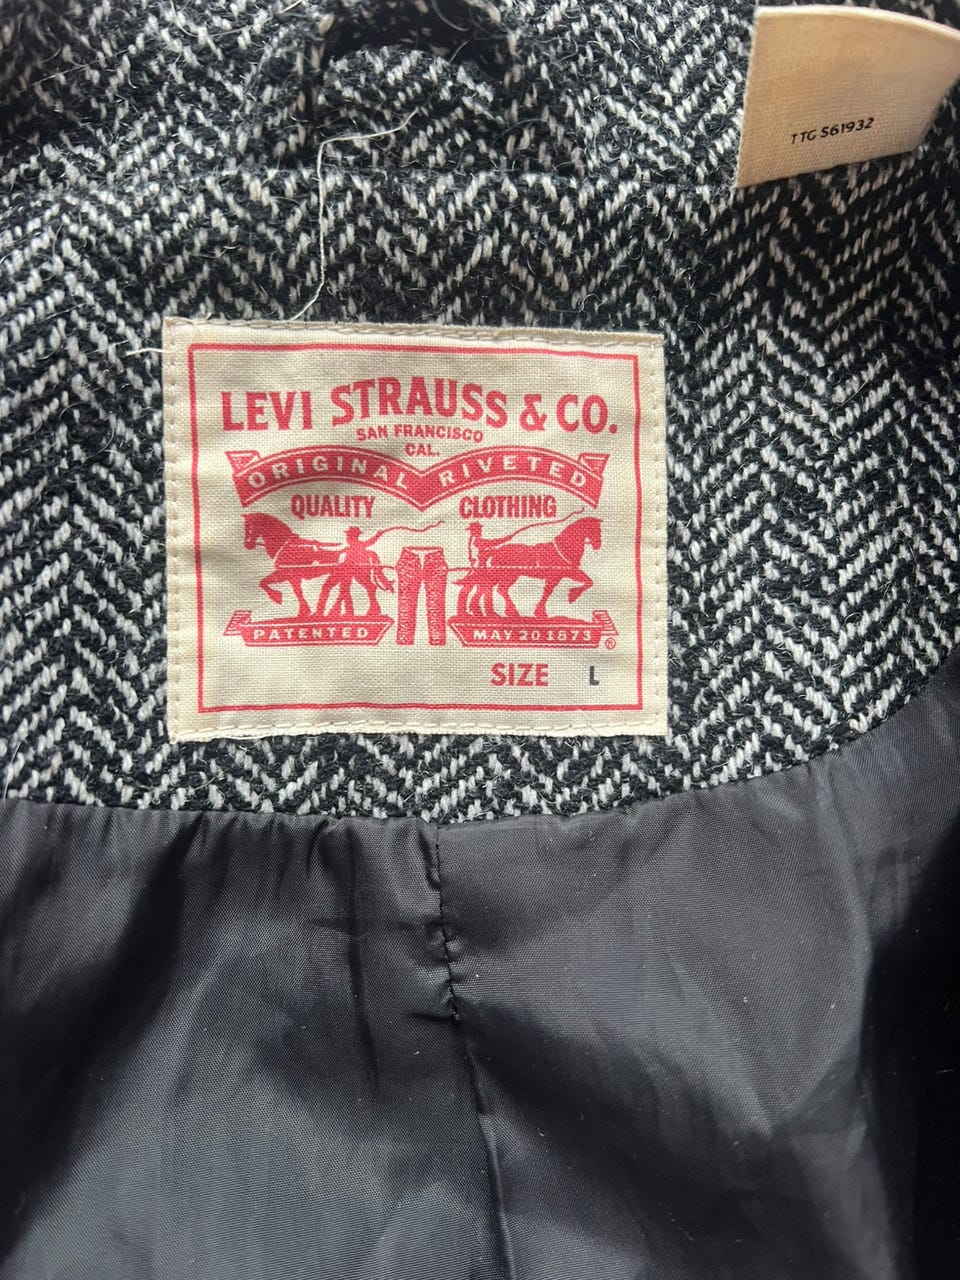 TTG S61932
LEVI STRAUSS & CO.
SAN FRANCISCO
CAL.
ORIGINAL RIVETED
QUALITY CLOTHING
PATENTED MAY 20 1873 ®
SIZE L